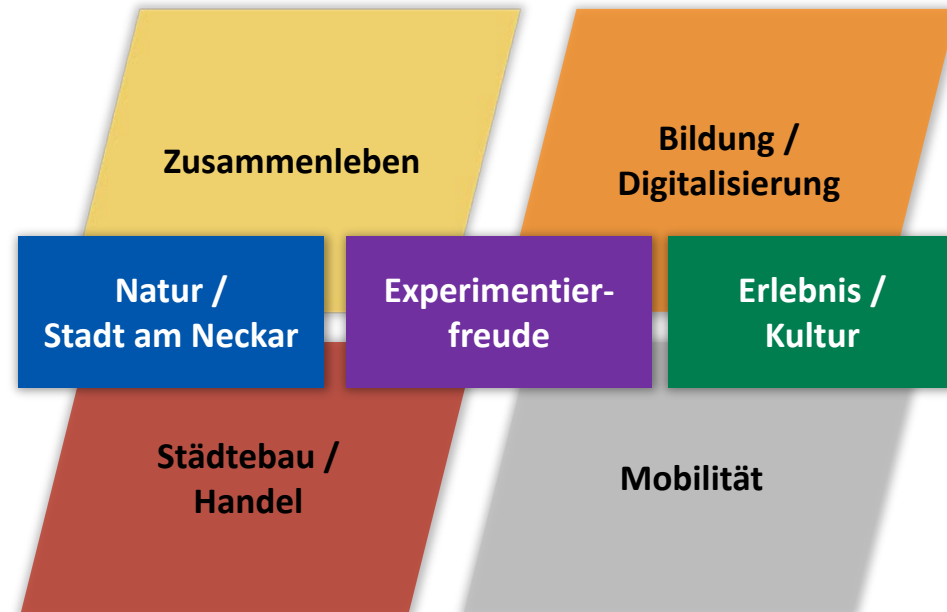 Zusammenleben
Bildung /
Digitalisierung
Natur /
Stadt am Neckar
Experimentier-
freude
Erlebnis /
Kultur
Städtebau /
Handel
Mobilität